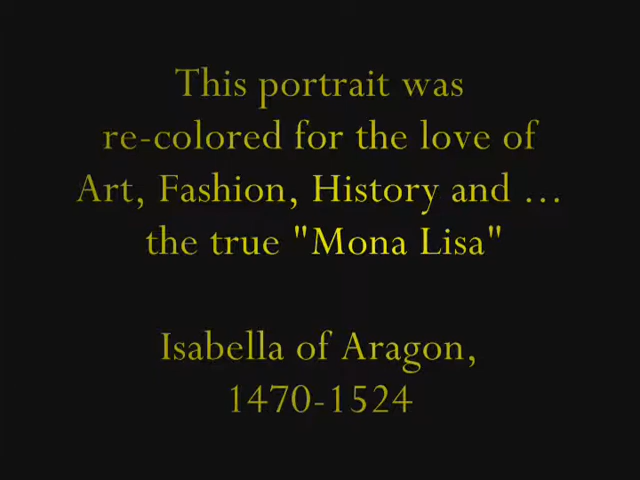 This portrait was
re-colored for the love of
Art, Fashion, History and ...
the true "Mona Lisa"
Isabella of Aragon,
1470-1524